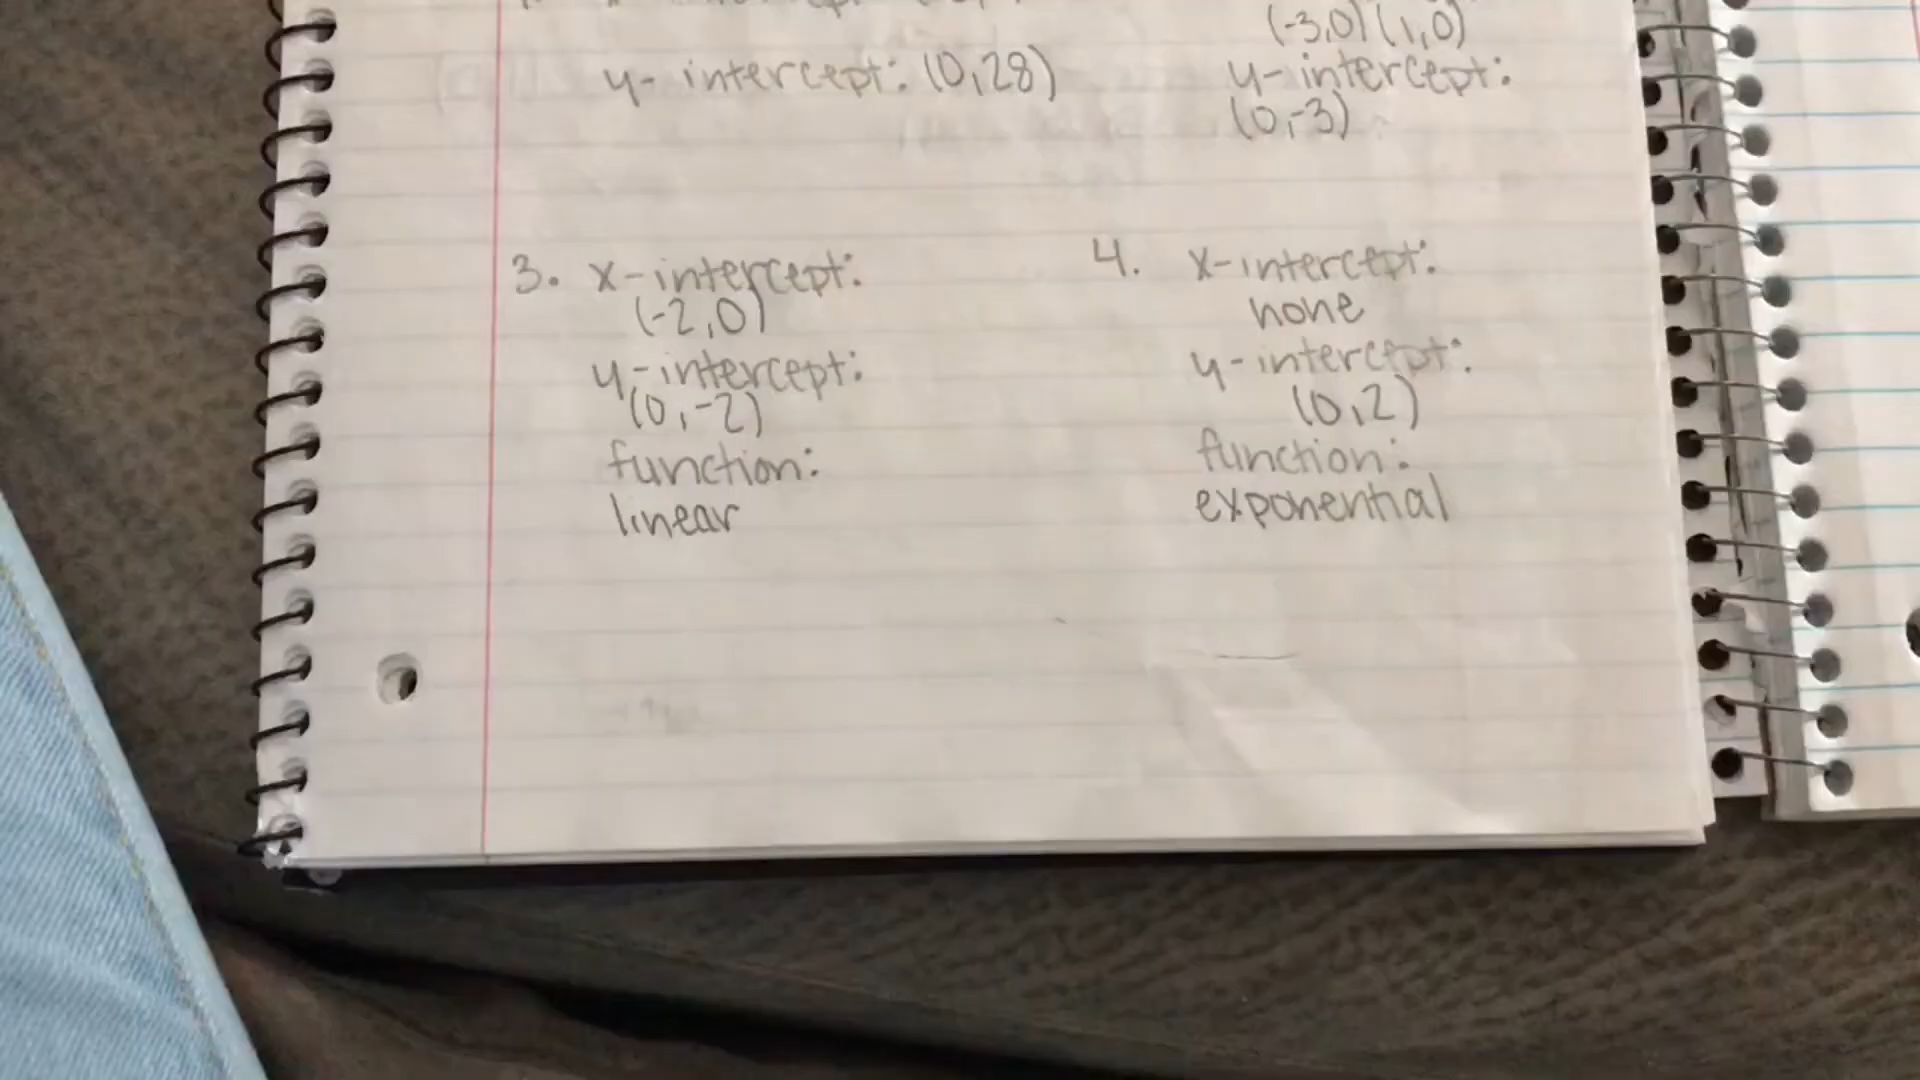 (-3,0) (1,0)
y-intercept: (0,28)
y-intercept:
(0,-3)
3. x-intercept:
(-2,0)
y-intercept:
(0,-2)
function:
linear
4. x-intercept:
none
y-intercept:
(0,2)
function:
exponential